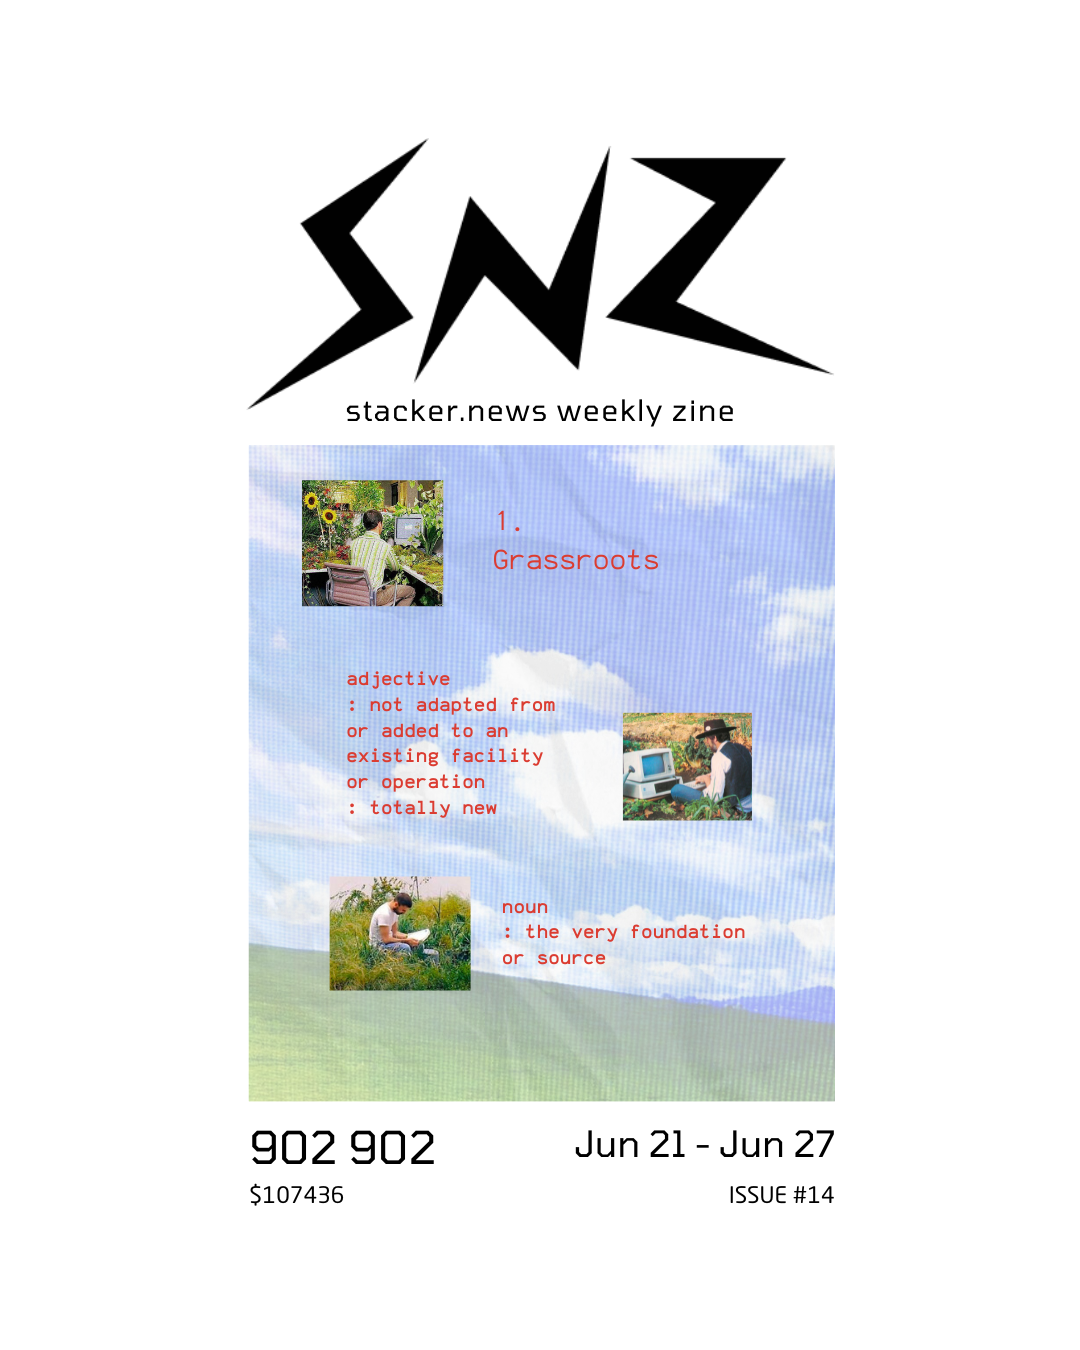 SNZ
stacker.news weekly zine
1.
Grassroots
adjective
: not adapted from
or added to an
existing facility
or operation
: totally new
noun
: the very foundation
or source
902 902
Jun 21 - Jun 27
$107436
ISSUE #14